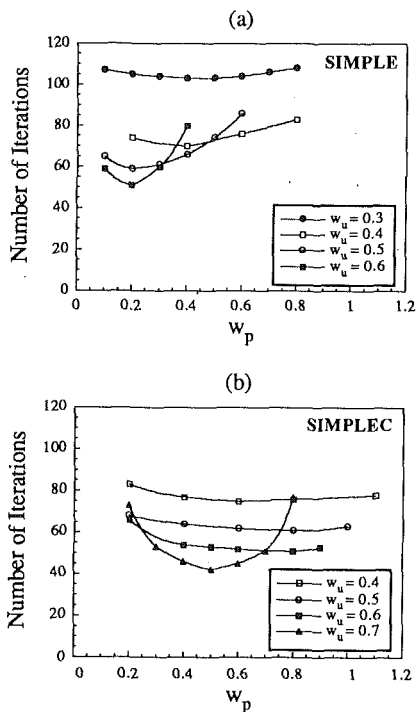 (a)
SIMPLE
Number of Iterations
120
100
80
60
40
20
0
0 0.2 0.4 0.6 0.8 1 1.2
w_p
w_u = 0.3
w_u = 0.4
w_u = 0.5
w_u = 0.6
(b)
SIMPLEC
Number of Iterations
120
100
80
60
40
20
0
0 0.2 0.4 0.6 0.8 1 1.2
w_p
w_u = 0.4
w_u = 0.5
w_u = 0.6
w_u = 0.7